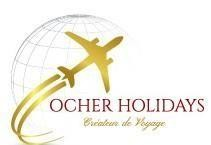 OCHER HOLIDAYS
Créateur de Voyage